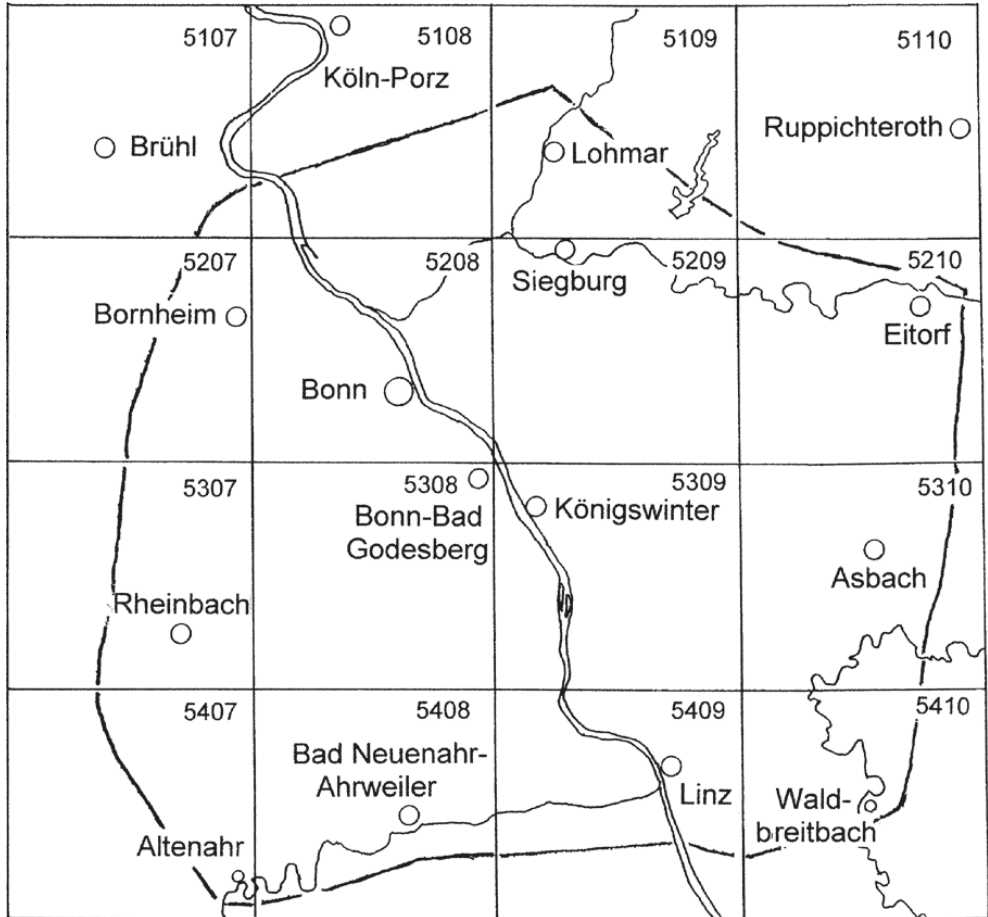 5107
5108
5109
5110
Köln-Porz
Brühl
Lohmar
Ruppichteroth
5207
5208
5209
5210
Siegburg
Bornheim
Eitorf
Bonn
5307
5308
5309
5310
Bonn-Bad
Godesberg
Königswinter
Asbach
Rheinbach
5407
5408
5409
5410
Bad Neuenahr-
Ahrweiler
Linz
Wald-
breitbach
Altenahr